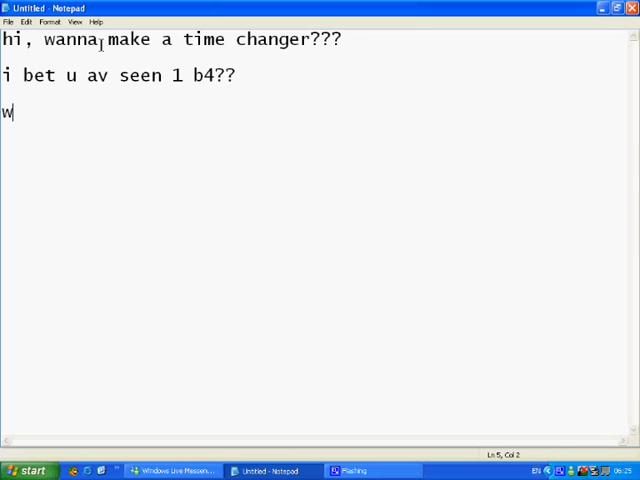 Untitled - Notepad
File Edit Format View Help
hi, wanna make a time changer???
i bet u av seen 1 b4??
w
Ln 5, Col 2
start
Windows Live Messen...
Untitled - Notepad
Flashing
EN
06:25